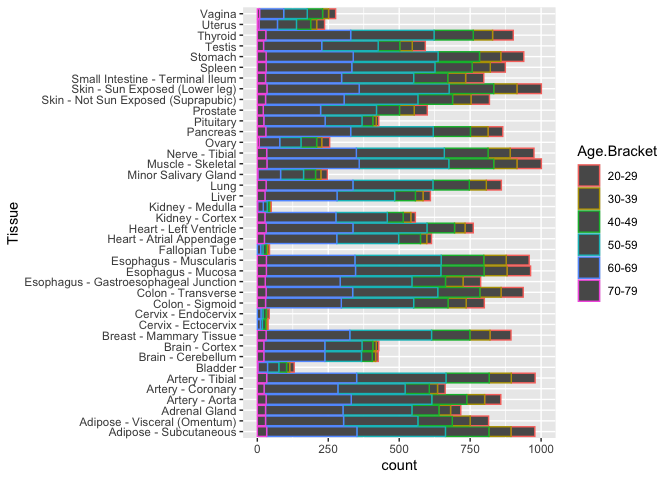 Tissue
Vagina
Uterus
Thyroid
Testis
Stomach
Spleen
Small Intestine - Terminal Ileum
Skin - Sun Exposed (Lower leg)
Skin - Not Sun Exposed (Suprapubic)
Prostate
Pituitary
Pancreas
Ovary
Nerve - Tibial
Muscle - Skeletal
Minor Salivary Gland
Lung
Liver
Kidney - Medulla
Kidney - Cortex
Heart - Left Ventricle
Heart - Atrial Appendage
Fallopian Tube
Esophagus - Muscularis
Esophagus - Mucosa
Esophagus - Gastroesophageal Junction
Colon - Transverse
Colon - Sigmoid
Cervix - Endocervix
Cervix - Ectocervix
Breast - Mammary Tissue
Brain - Cortex
Brain - Cerebellum
Bladder
Artery - Tibial
Artery - Coronary
Artery - Aorta
Adrenal Gland
Adipose - Visceral (Omentum)
Adipose - Subcutaneous
0 250 500 750 1000
count
Age.Bracket
20-29
30-39
40-49
50-59
60-69
70-79